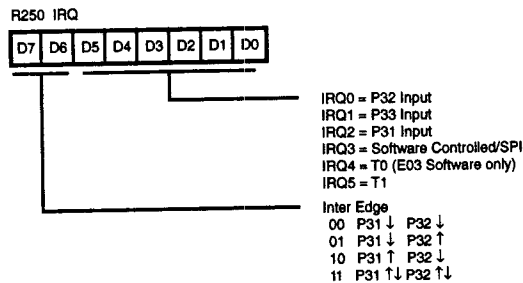 R250 IRQ
D7 D6 D5 D4 D3 D2 D1 D0
IRQ0 = P32 Input
IRQ1 = P33 Input
IRQ2 = P31 Input
IRQ3 = Software Controlled/SPI
IRQ4 = T0 (E03 Software only)
IRQ5 = T1
Inter Edge
00 P31 ↓ P32 ↓
01 P31 ↓ P32 ↑
10 P31 ↑ P32 ↓
11 P31 ↑↓ P32 ↑↓